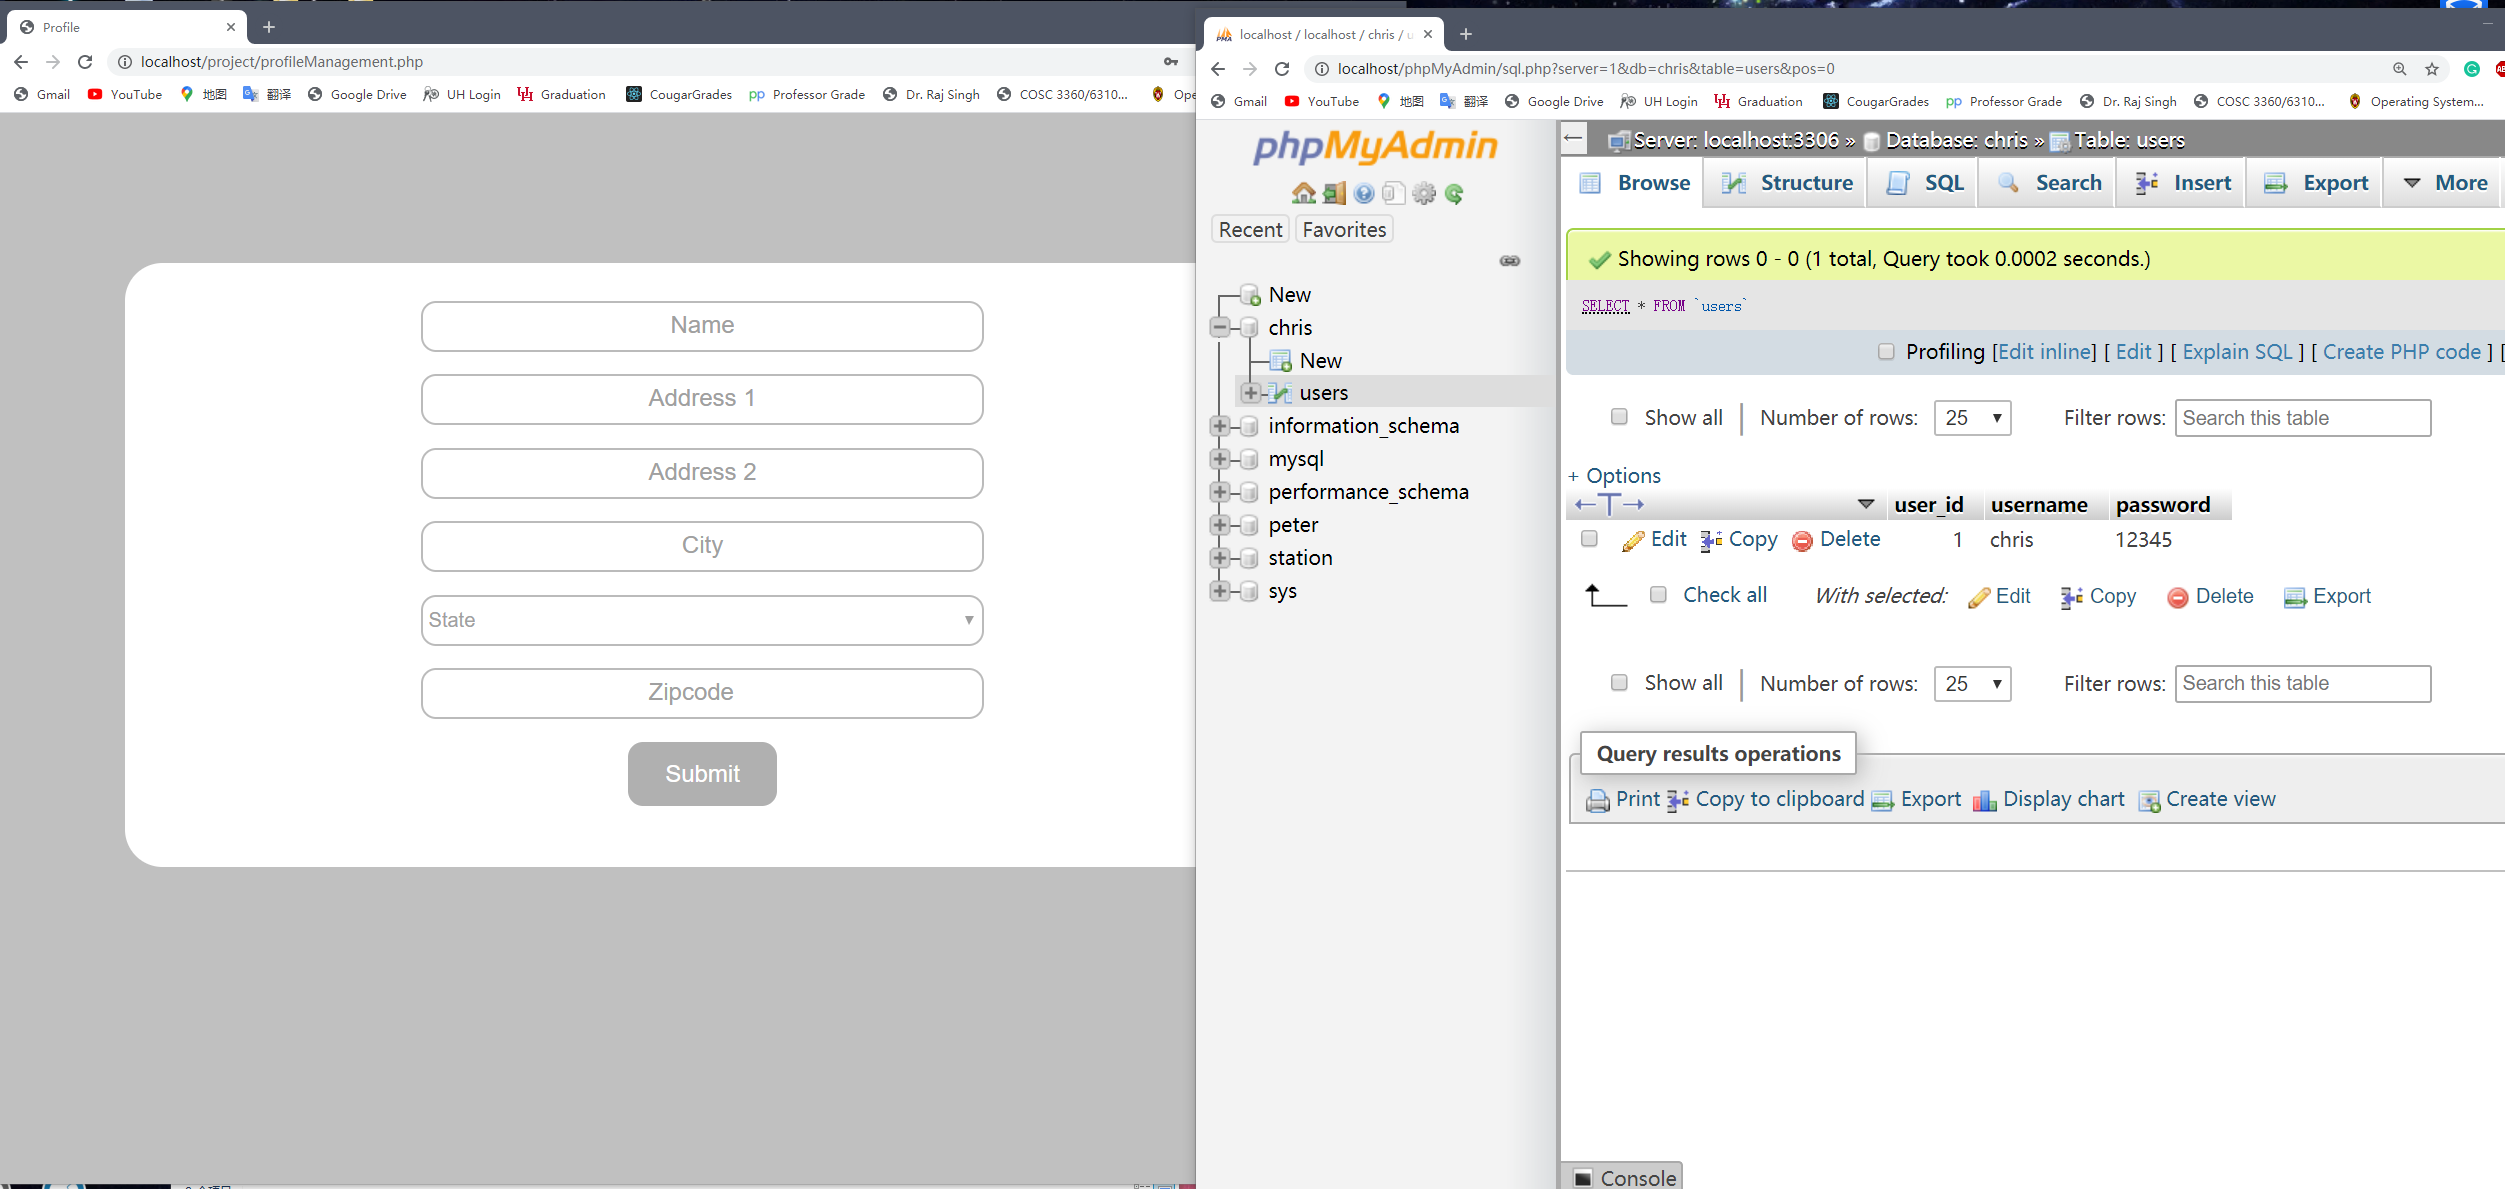 Profile
localhost/project/profileManagement.php
Gmail YouTube 地图 翻译 Google Drive UH Login Graduation CougarGrades Professor Grade Dr. Raj Singh COSC 3360/6310... Ope
Name
Address 1
Address 2
City
State
Zipcode
Submit
localhost / localhost / chris / u
localhost/phpMyAdmin/sql.php?server=1&db=chris&table=users&pos=0
Gmail YouTube 地图 翻译 Google Drive UH Login Graduation CougarGrades Professor Grade Dr. Raj Singh COSC 3360/6310... Operating System...
phpMyAdmin
Recent Favorites
New
chris
New
users
information_schema
mysql
performance_schema
peter
station
sys
Server: localhost:3306 » Database: chris » Table: users
Browse Structure SQL Search Insert Export More
Showing rows 0 - 0 (1 total, Query took 0.0002 seconds.)
SELECT * FROM `users`
Profiling [Edit inline] [ Edit ] [ Explain SQL ] [ Create PHP code ] [
Show all Number of rows: 25 Filter rows: Search this table
+ Options
user_id username password
Edit Copy Delete 1 chris 12345
Check all With selected: Edit Copy Delete Export
Show all Number of rows: 25 Filter rows: Search this table
Query results operations
Print Copy to clipboard Export Display chart Create view
Console